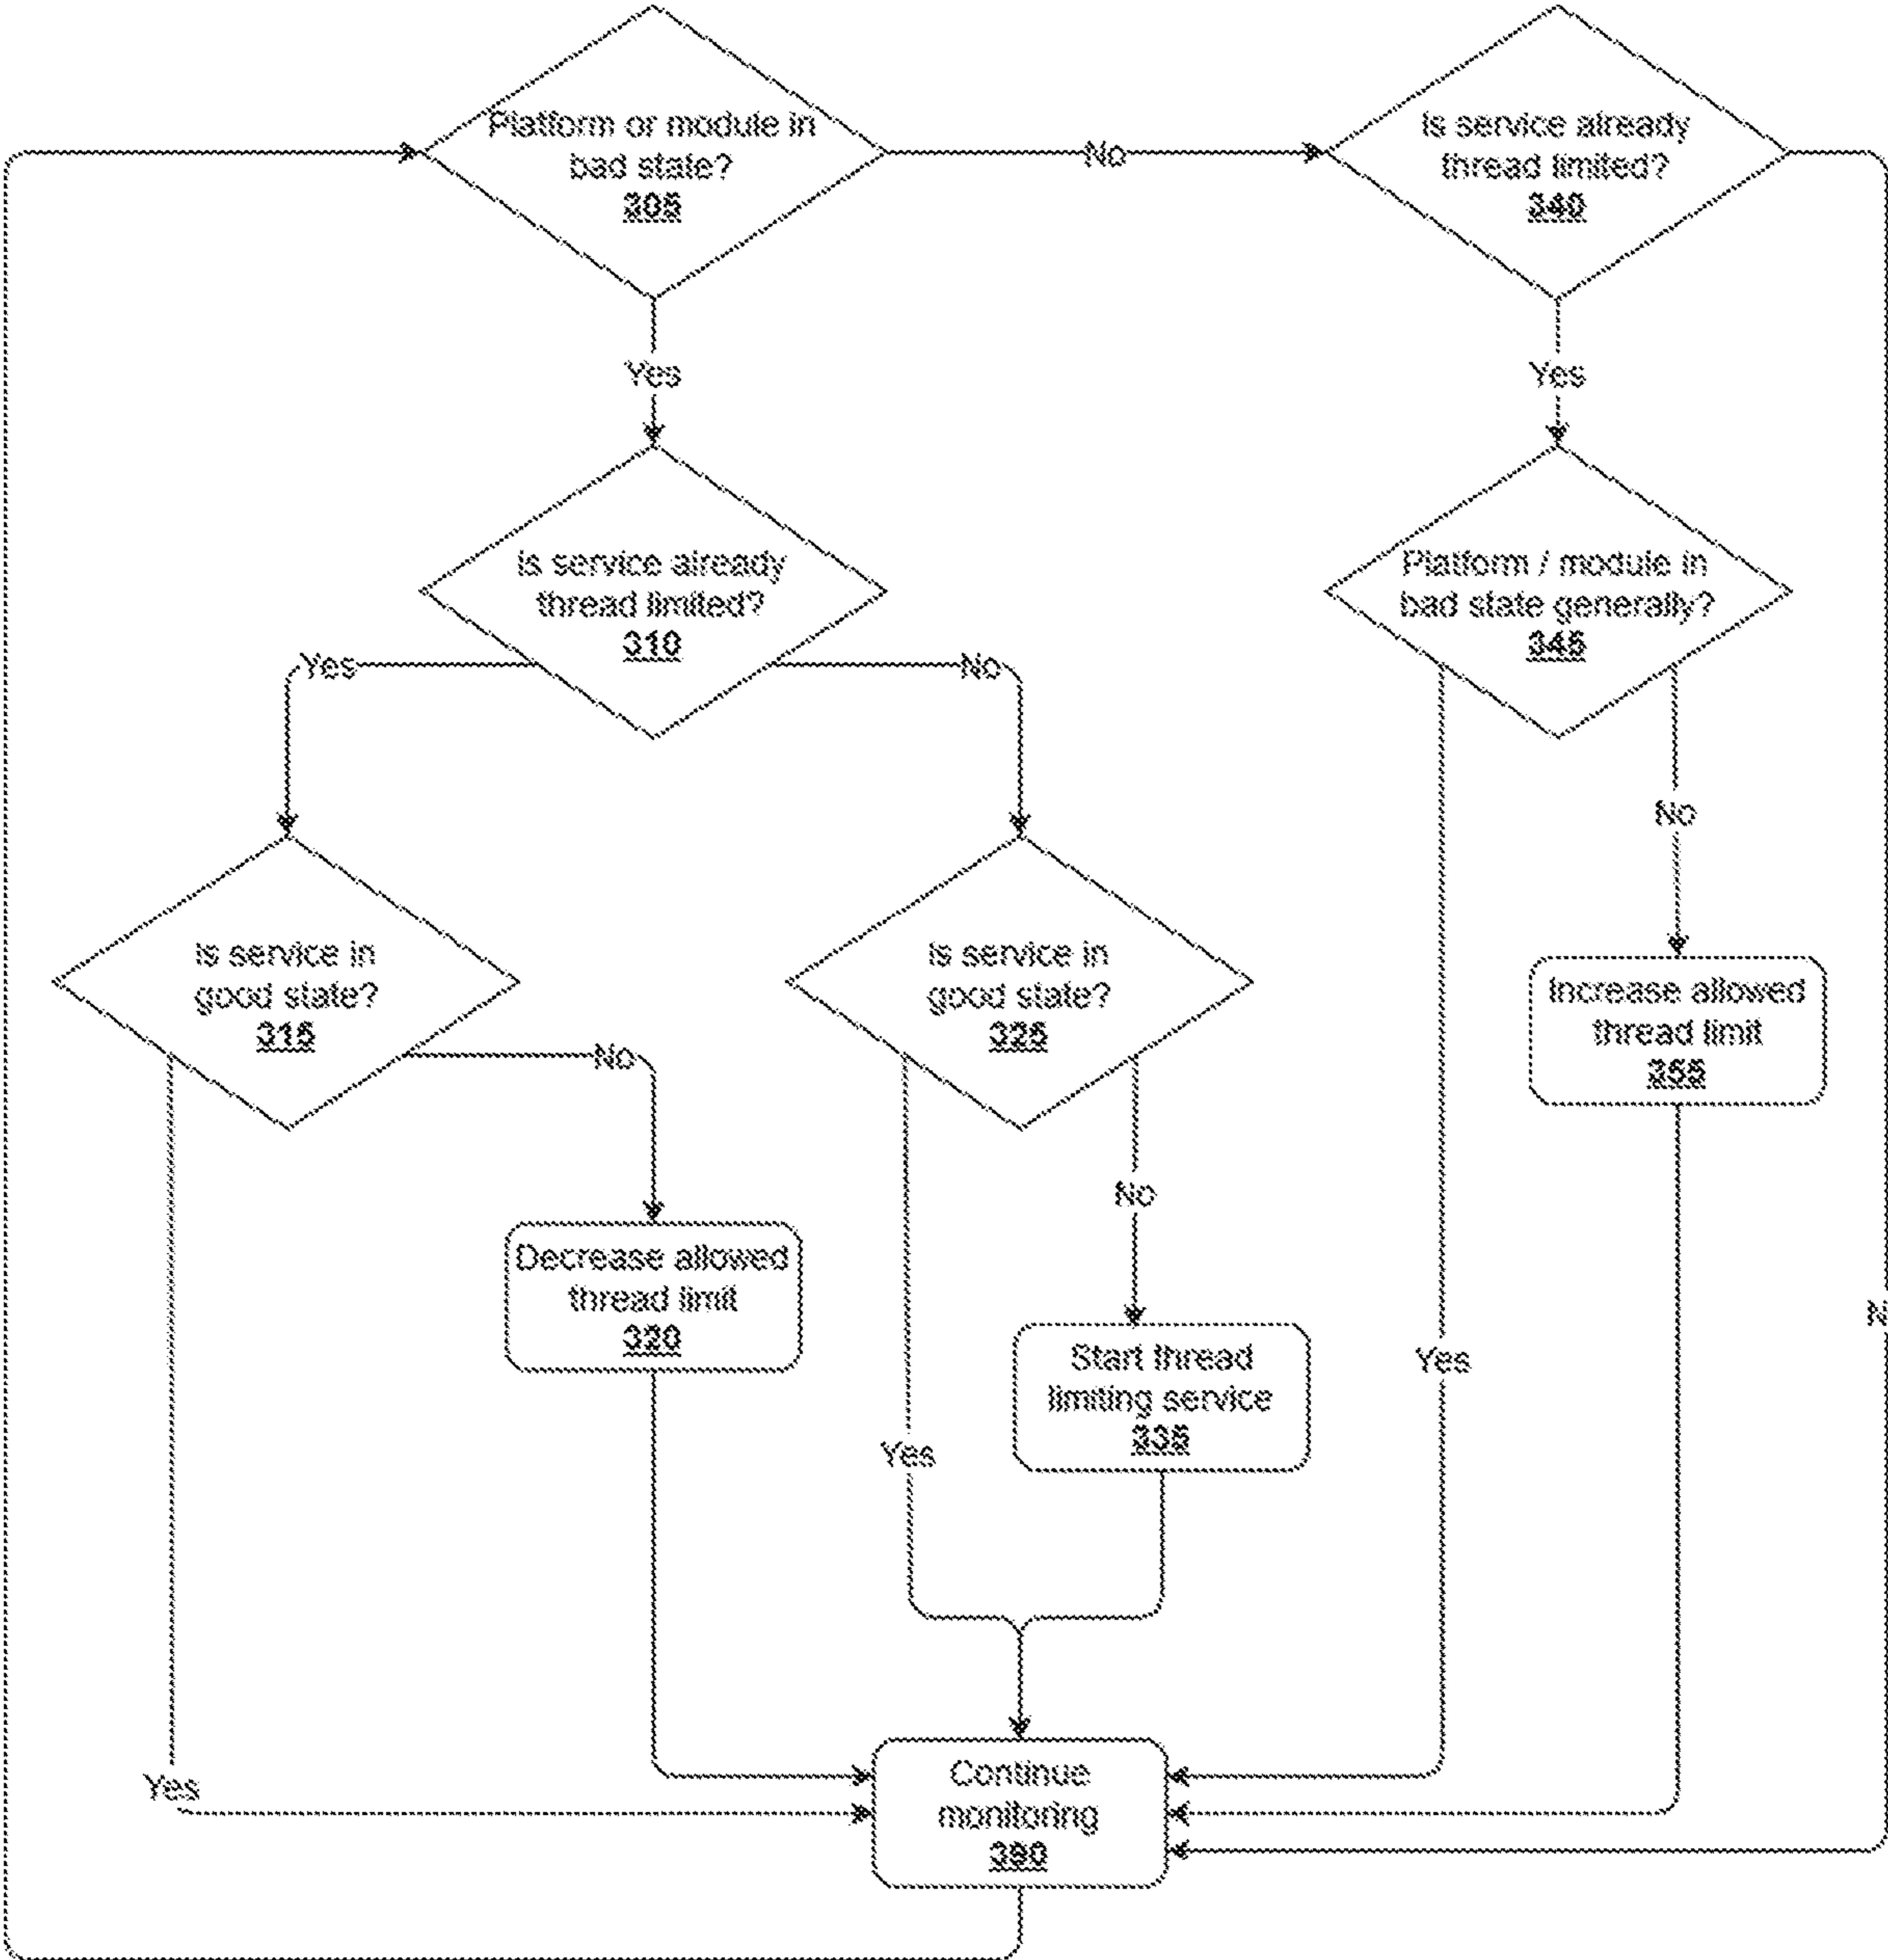 Platform or module in
bad state?
305
No
Is service already
thread limited?
340
Yes
Yes
Is service already
thread limited?
310
Platform / module in
bad state generally?
345
Yes
No
No
Is service in
good state?
315
Is service in
good state?
325
Increase allowed
thread limit
355
No
No
Decrease allowed
thread limit
320
Start thread
limiting service
335
Yes
Yes
Yes
Continue
monitoring
390